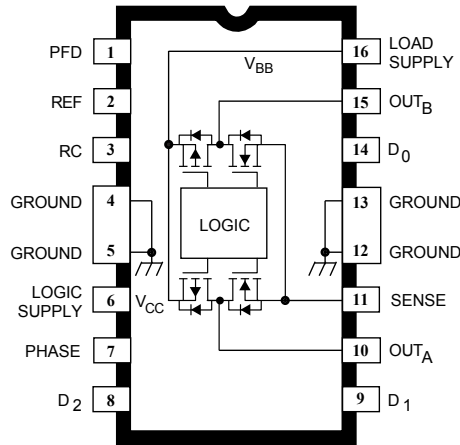 PFD 1
REF 2
RC 3
GROUND 4
GROUND 5
LOGIC
SUPPLY 6
PHASE 7
D2 8
16 LOAD
SUPPLY
15 OUTB
14 D0
13 GROUND
12 GROUND
11 SENSE
10 OUTA
9 D1
VBB
LOGIC
VCC